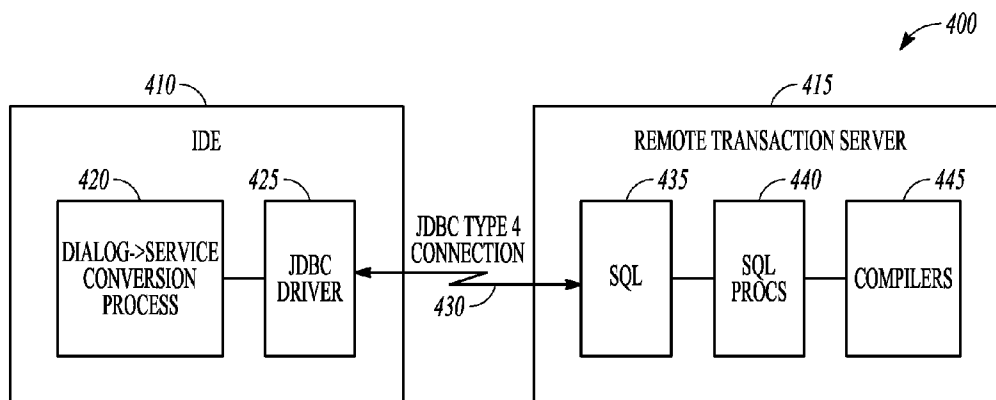 400
410
415
IDE
REMOTE TRANSACTION SERVER
420
425
435
440
445
DIALOG->SERVICE
CONVERSION
PROCESS
JDBC
DRIVER
JDBC TYPE 4
CONNECTION
430
SQL
SQL
PROCS
COMPILERS